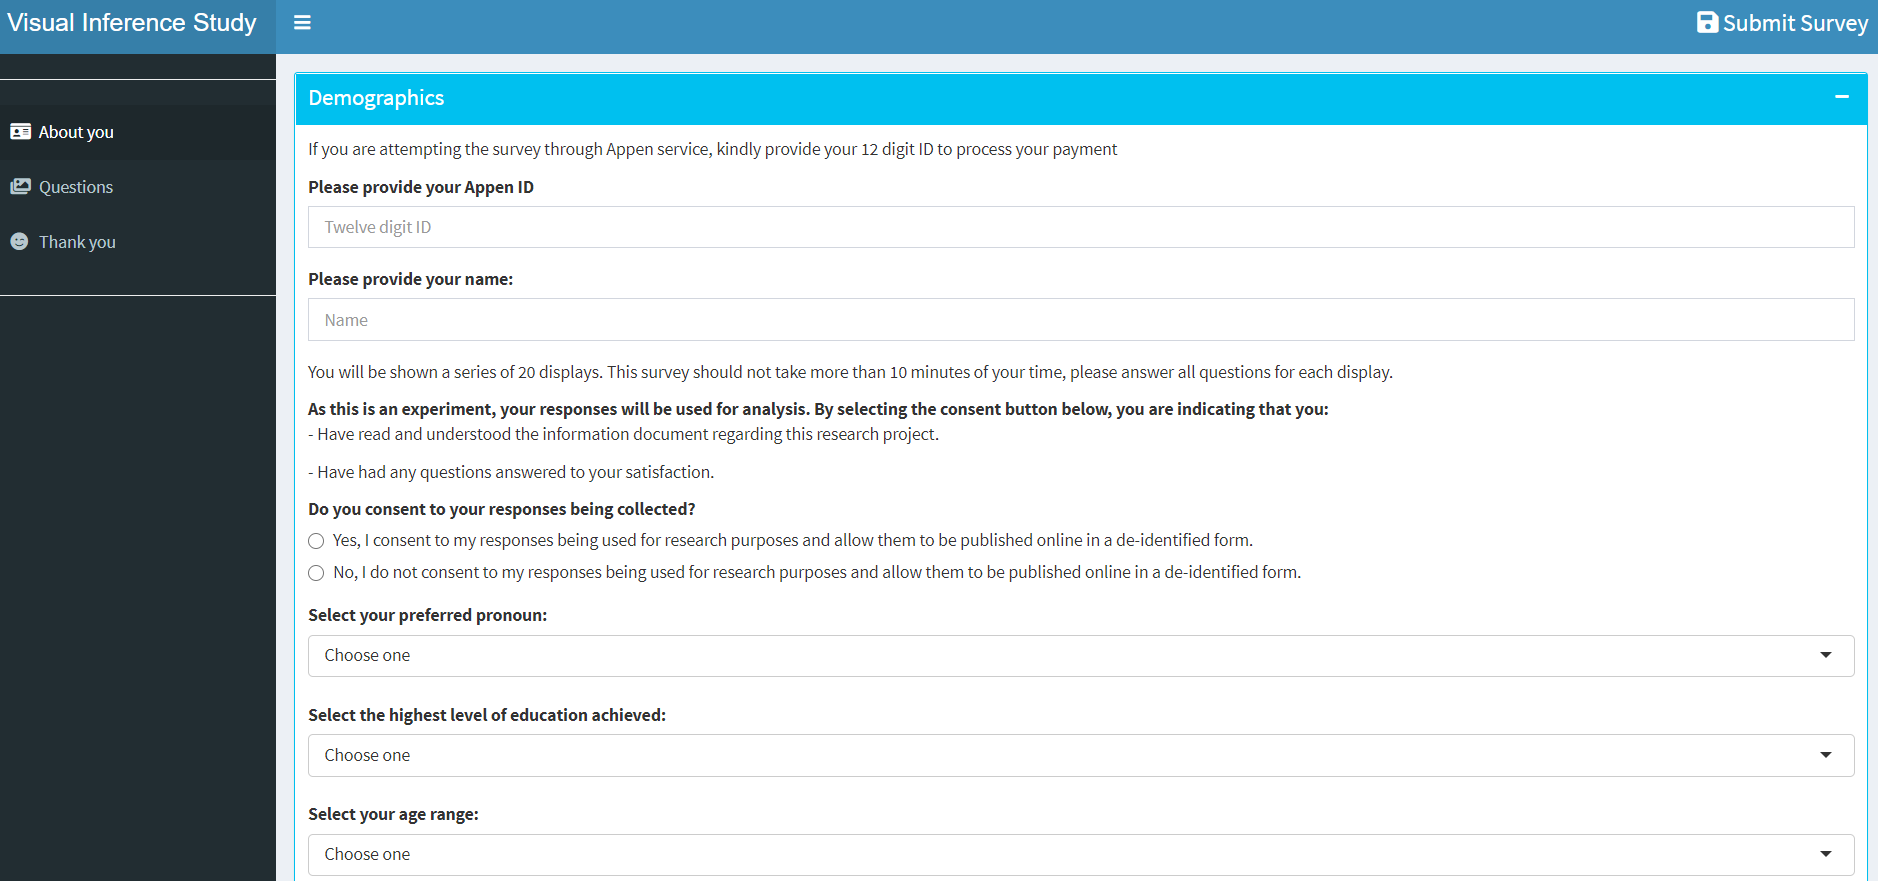 Visual Inference Study
Submit Survey
About you
Questions
Thank you
Demographics
If you are attempting the survey through Appen service, kindly provide your 12 digit ID to process your payment
Please provide your Appen ID
Twelve digit ID
Please provide your name:
Name
You will be shown a series of 20 displays. This survey should not take more than 10 minutes of your time, please answer all questions for each display.
As this is an experiment, your responses will be used for analysis. By selecting the consent button below, you are indicating that you:
- Have read and understood the information document regarding this research project.
- Have had any questions answered to your satisfaction.
Do you consent to your responses being collected?
Yes, I consent to my responses being used for research purposes and allow them to be published online in a de-identified form.
No, I do not consent to my responses being used for research purposes and allow them to be published online in a de-identified form.
Select your preferred pronoun:
Choose one
Select the highest level of education achieved:
Choose one
Select your age range:
Choose one